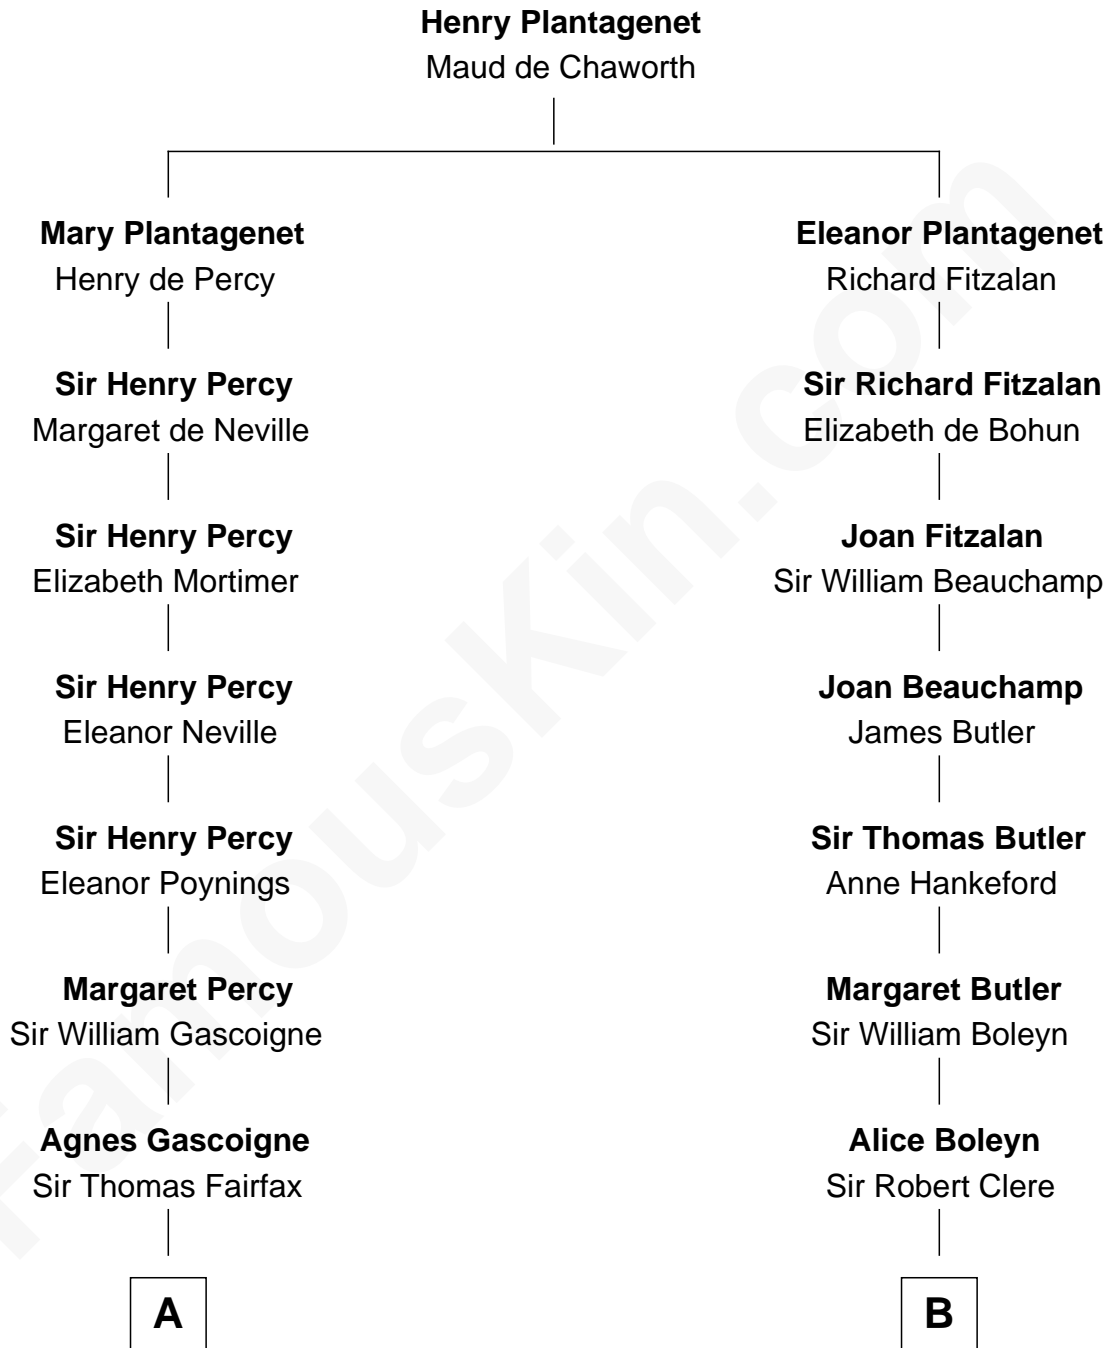 Henry Plantagenet
Maud de Chaworth
Mary Plantagenet
Henry de Percy
Eleanor Plantagenet
Richard Fitzalan
Sir Henry Percy
Margaret de Neville
Sir Richard Fitzalan
Elizabeth de Bohun
Sir Henry Percy
Elizabeth Mortimer
Joan Fitzalan
Sir William Beauchamp
Sir Henry Percy
Eleanor Neville
Joan Beauchamp
James Butler
Sir Henry Percy
Eleanor Poynings
Sir Thomas Butler
Anne Hankeford
Margaret Percy
Sir William Gascoigne
Margaret Butler
Sir William Boleyn
Agnes Gascoigne
Sir Thomas Fairfax
Alice Boleyn
Sir Robert Clere
A
B
FamousKin.com